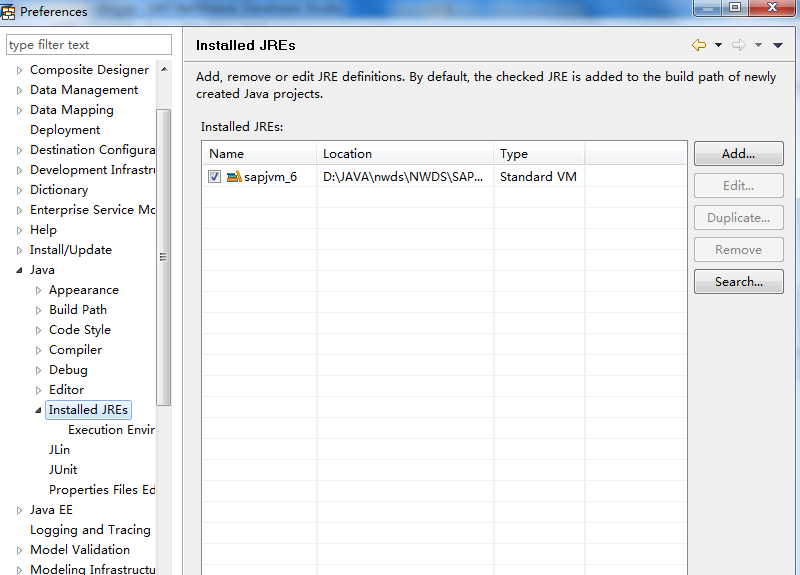 Preferences
type filter text
Composite Designer
Data Management
Data Mapping
Deployment
Destination Configura
Development Infrastru
Dictionary
Enterprise Service Mo
Help
Install/Update
Java
Appearance
Build Path
Code Style
Compiler
Debug
Editor
Installed JREs
Execution Envir
JLin
JUnit
Properties Files Ed
Java EE
Logging and Tracing
Model Validation
Modeling Infrastructu
Installed JREs
Add, remove or edit JRE definitions. By default, the checked JRE is added to the build path of newly
created Java projects.
Installed JREs:
Name Location Type
sapjvm_6 D:\JAVA\nwds\NWDS\SAP... Standard VM
Add...
Edit...
Duplicate...
Remove
Search...